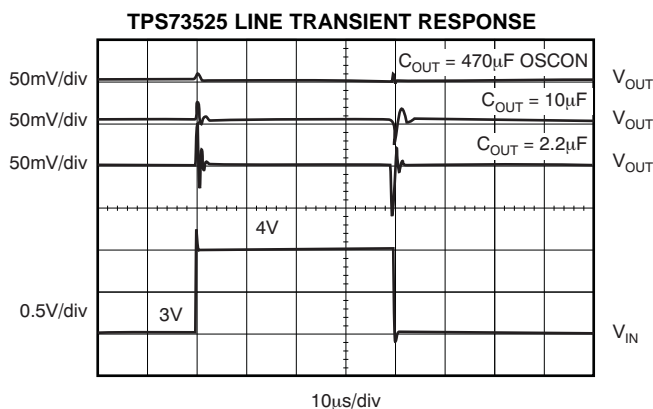 TPS73525 LINE TRANSIENT RESPONSE
50mV/div
C_OUT = 470μF OSCON
V_OUT
50mV/div
C_OUT = 10μF
V_OUT
50mV/div
C_OUT = 2.2μF
V_OUT
4V
0.5V/div
3V
V_IN
10μs/div